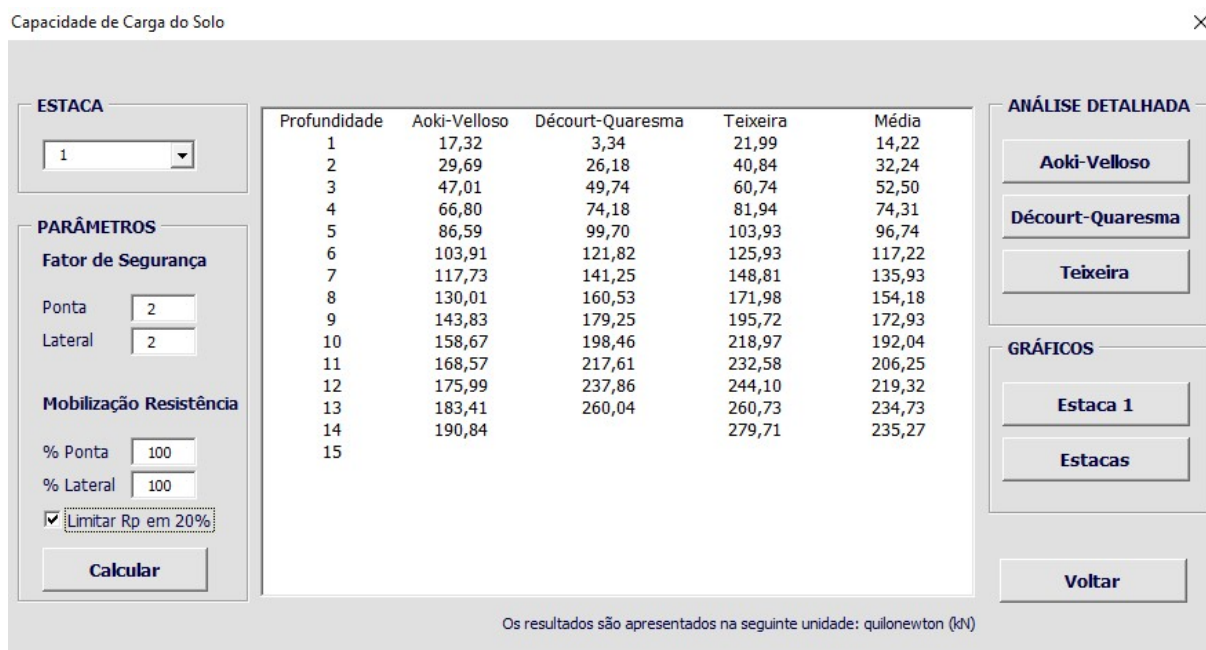 Capacidade de Carga do Solo
ESTACA
1
PARÂMETROS
Fator de Segurança
Ponta 2
Lateral 2
Mobilização Resistência
% Ponta 100
% Lateral 100
Limitar Rp em 20%
Calcular
Profundidade Aoki-Velloso Décourt-Quaresma Teixeira Média
1 17,32 3,34 21,99 14,22
2 29,69 26,18 40,84 32,24
3 47,01 49,74 60,74 52,50
4 66,80 74,18 81,94 74,31
5 86,59 99,70 103,93 96,74
6 103,91 121,82 125,93 117,22
7 117,73 141,25 148,81 135,93
8 130,01 160,53 171,98 154,18
9 143,83 179,25 195,72 172,93
10 158,67 198,46 218,97 192,04
11 168,57 217,61 232,58 206,25
12 175,99 237,86 244,10 219,32
13 183,41 260,04 260,73 234,73
14 190,84 279,71 235,27
15
Os resultados são apresentados na seguinte unidade: quilonewton (kN)
ANÁLISE DETALHADA
Aoki-Velloso
Décourt-Quaresma
Teixeira
GRÁFICOS
Estaca 1
Estacas
Voltar